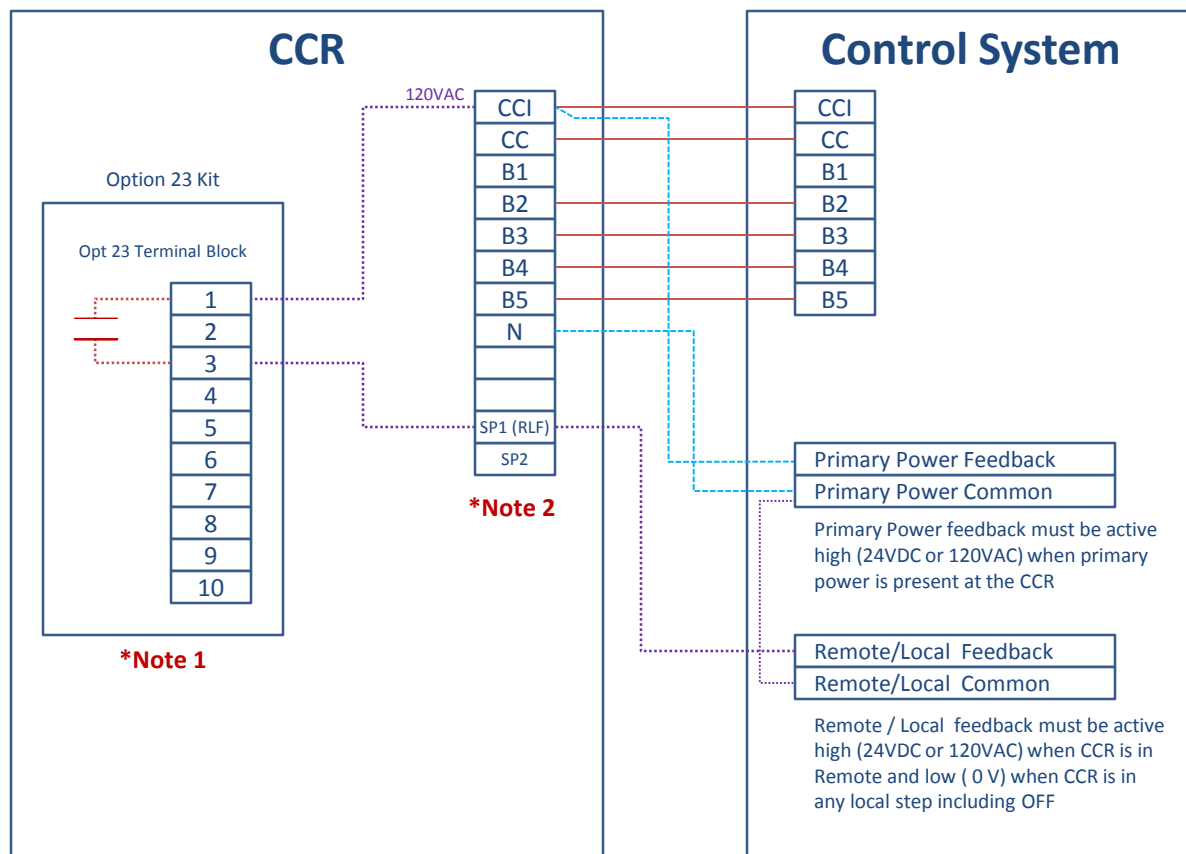 CCR
Control System
120VAC
CCI
CC
B1
B2
B3
B4
B5
N
SP1 (RLF)
SP2
*Note 2
Option 23 Kit
Opt 23 Terminal Block
1
2
3
4
5
6
7
8
9
10
*Note 1
CCI
CC
B1
B2
B3
B4
B5
Primary Power Feedback
Primary Power Common
Primary Power feedback must be active
high (24VDC or 120VAC) when primary
power is present at the CCR
Remote/Local Feedback
Remote/Local Common
Remote / Local feedback must be active
high (24VDC or 120VAC) when CCR is in
Remote and low ( 0 V) when CCR is in
any local step including OFF